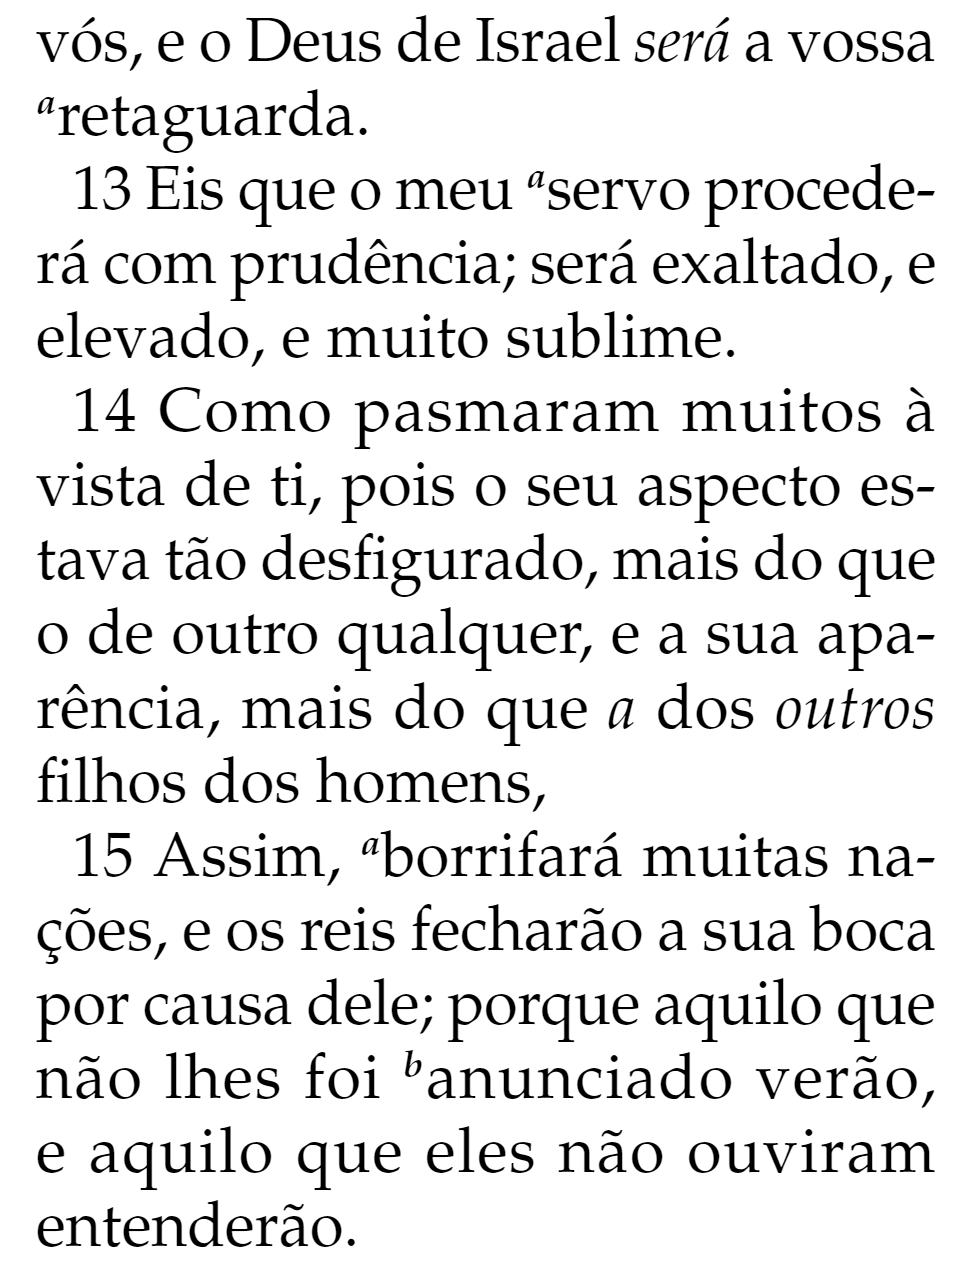 vós, e o Deus de Israel será a vossa
aretaguarda.
13 Eis que o meu aservo procede-
rá com prudência; será exaltado, e
elevado, e muito sublime.
14 Como pasmaram muitos à
vista de ti, pois o seu aspecto es-
tava tão desfigurado, mais do que
o de outro qualquer, e a sua apa-
rência, mais do que a dos outros
filhos dos homens,
15 Assim, aborrifará muitas na-
ções, e os reis fecharão a sua boca
por causa dele; porque aquilo que
não lhes foi banunciado verão,
e aquilo que eles não ouviram
entenderão.